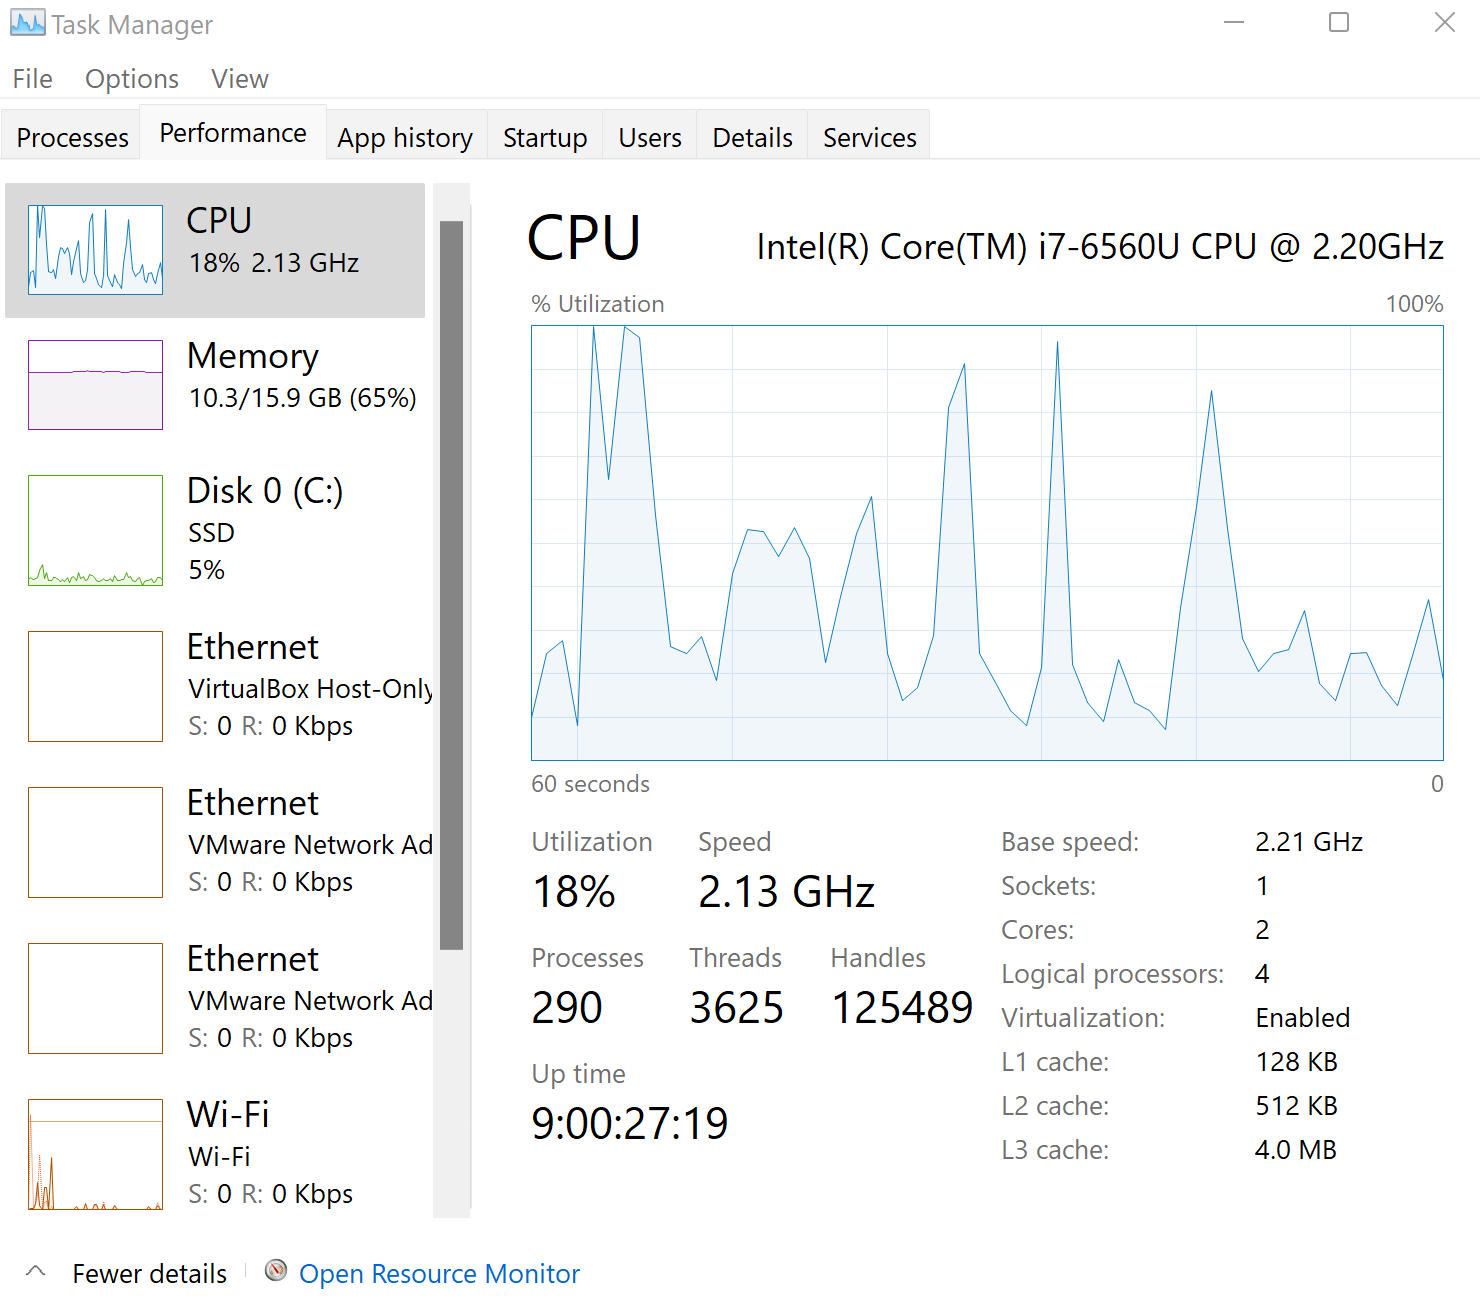 Task Manager
File Options View
Processes Performance App history Startup Users Details Services
CPU
18% 2.13 GHz
Memory
10.3/15.9 GB (65%)
Disk 0 (C:)
SSD
5%
Ethernet
VirtualBox Host-Only
S: 0 R: 0 Kbps
Ethernet
VMware Network Ad
S: 0 R: 0 Kbps
Ethernet
VMware Network Ad
S: 0 R: 0 Kbps
Wi-Fi
Wi-Fi
S: 0 R: 0 Kbps
CPU Intel(R) Core(TM) i7-6560U CPU @ 2.20GHz
% Utilization 100%
60 seconds 0
Utilization Speed
18% 2.13 GHz
Processes Threads Handles
290 3625 125489
Up time
9:00:27:19
Base speed: 2.21 GHz
Sockets: 1
Cores: 2
Logical processors: 4
Virtualization: Enabled
L1 cache: 128 KB
L2 cache: 512 KB
L3 cache: 4.0 MB
Fewer details Open Resource Monitor